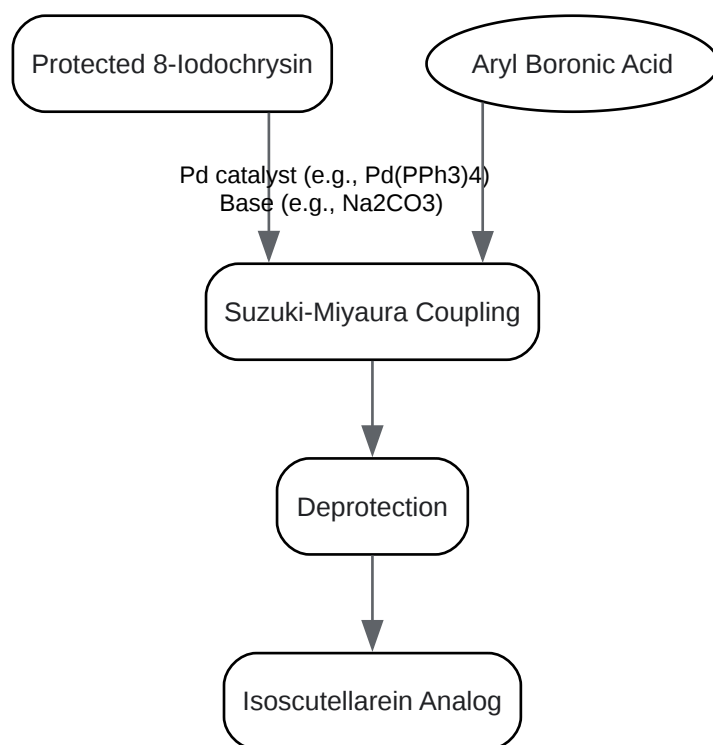 Protected 8-Iodochrysin
Aryl Boronic Acid
Pd catalyst (e.g., Pd(PPh3)4)
Base (e.g., Na2CO3)
Suzuki-Miyaura Coupling
Deprotection
Isoscutellarein Analog